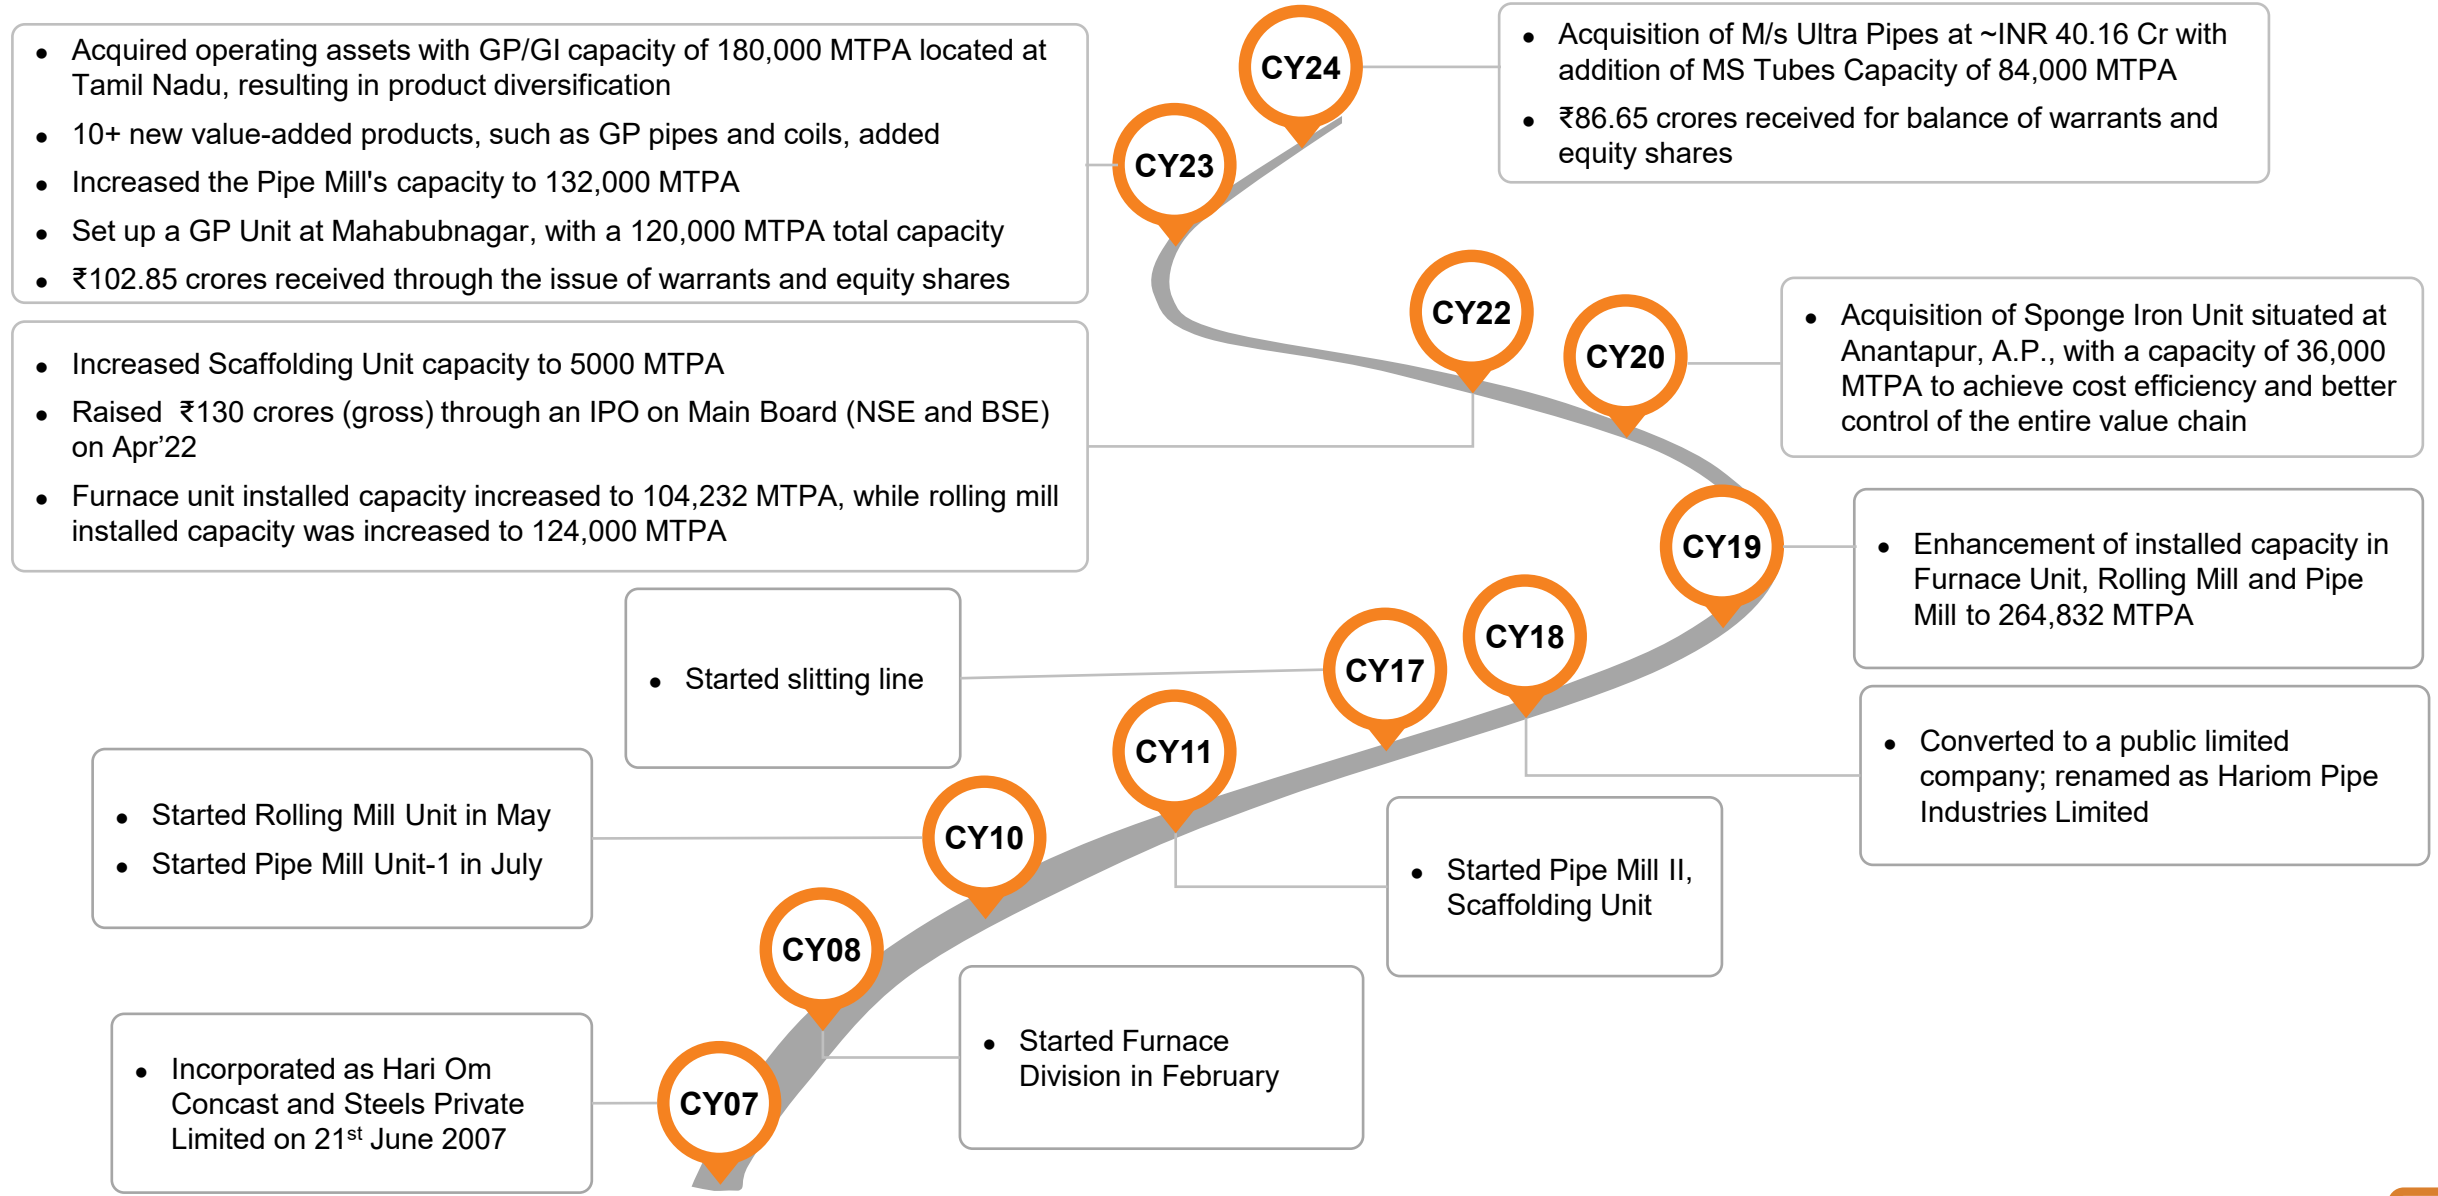 ● Acquired operating assets with GP/GI capacity of 180,000 MTPA located at
Tamil Nadu, resulting in product diversification
● 10+ new value-added products, such as GP pipes and coils, added
● Increased the Pipe Mill's capacity to 132,000 MTPA
● Set up a GP Unit at Mahabubnagar, with a 120,000 MTPA total capacity
● ₹102.85 crores received through the issue of warrants and equity shares
CY23
CY24
● Acquisition of M/s Ultra Pipes at ~INR 40.16 Cr with
addition of MS Tubes Capacity of 84,000 MTPA
● ₹86.65 crores received for balance of warrants and
equity shares
● Increased Scaffolding Unit capacity to 5000 MTPA
● Raised ₹130 crores (gross) through an IPO on Main Board (NSE and BSE)
on Apr’22
● Furnace unit installed capacity increased to 104,232 MTPA, while rolling mill
installed capacity was increased to 124,000 MTPA
CY22
CY20
● Acquisition of Sponge Iron Unit situated at
Anantapur, A.P., with a capacity of 36,000
MTPA to achieve cost efficiency and better
control of the entire value chain
CY19
● Enhancement of installed capacity in
Furnace Unit, Rolling Mill and Pipe
Mill to 264,832 MTPA
● Started slitting line
CY17
CY18
● Converted to a public limited
company; renamed as Hariom Pipe
Industries Limited
● Started Rolling Mill Unit in May
● Started Pipe Mill Unit-1 in July
CY10
CY11
● Started Pipe Mill II,
Scaffolding Unit
CY08
● Started Furnace
Division in February
● Incorporated as Hari Om
Concast and Steels Private
Limited on 21st June 2007
CY07